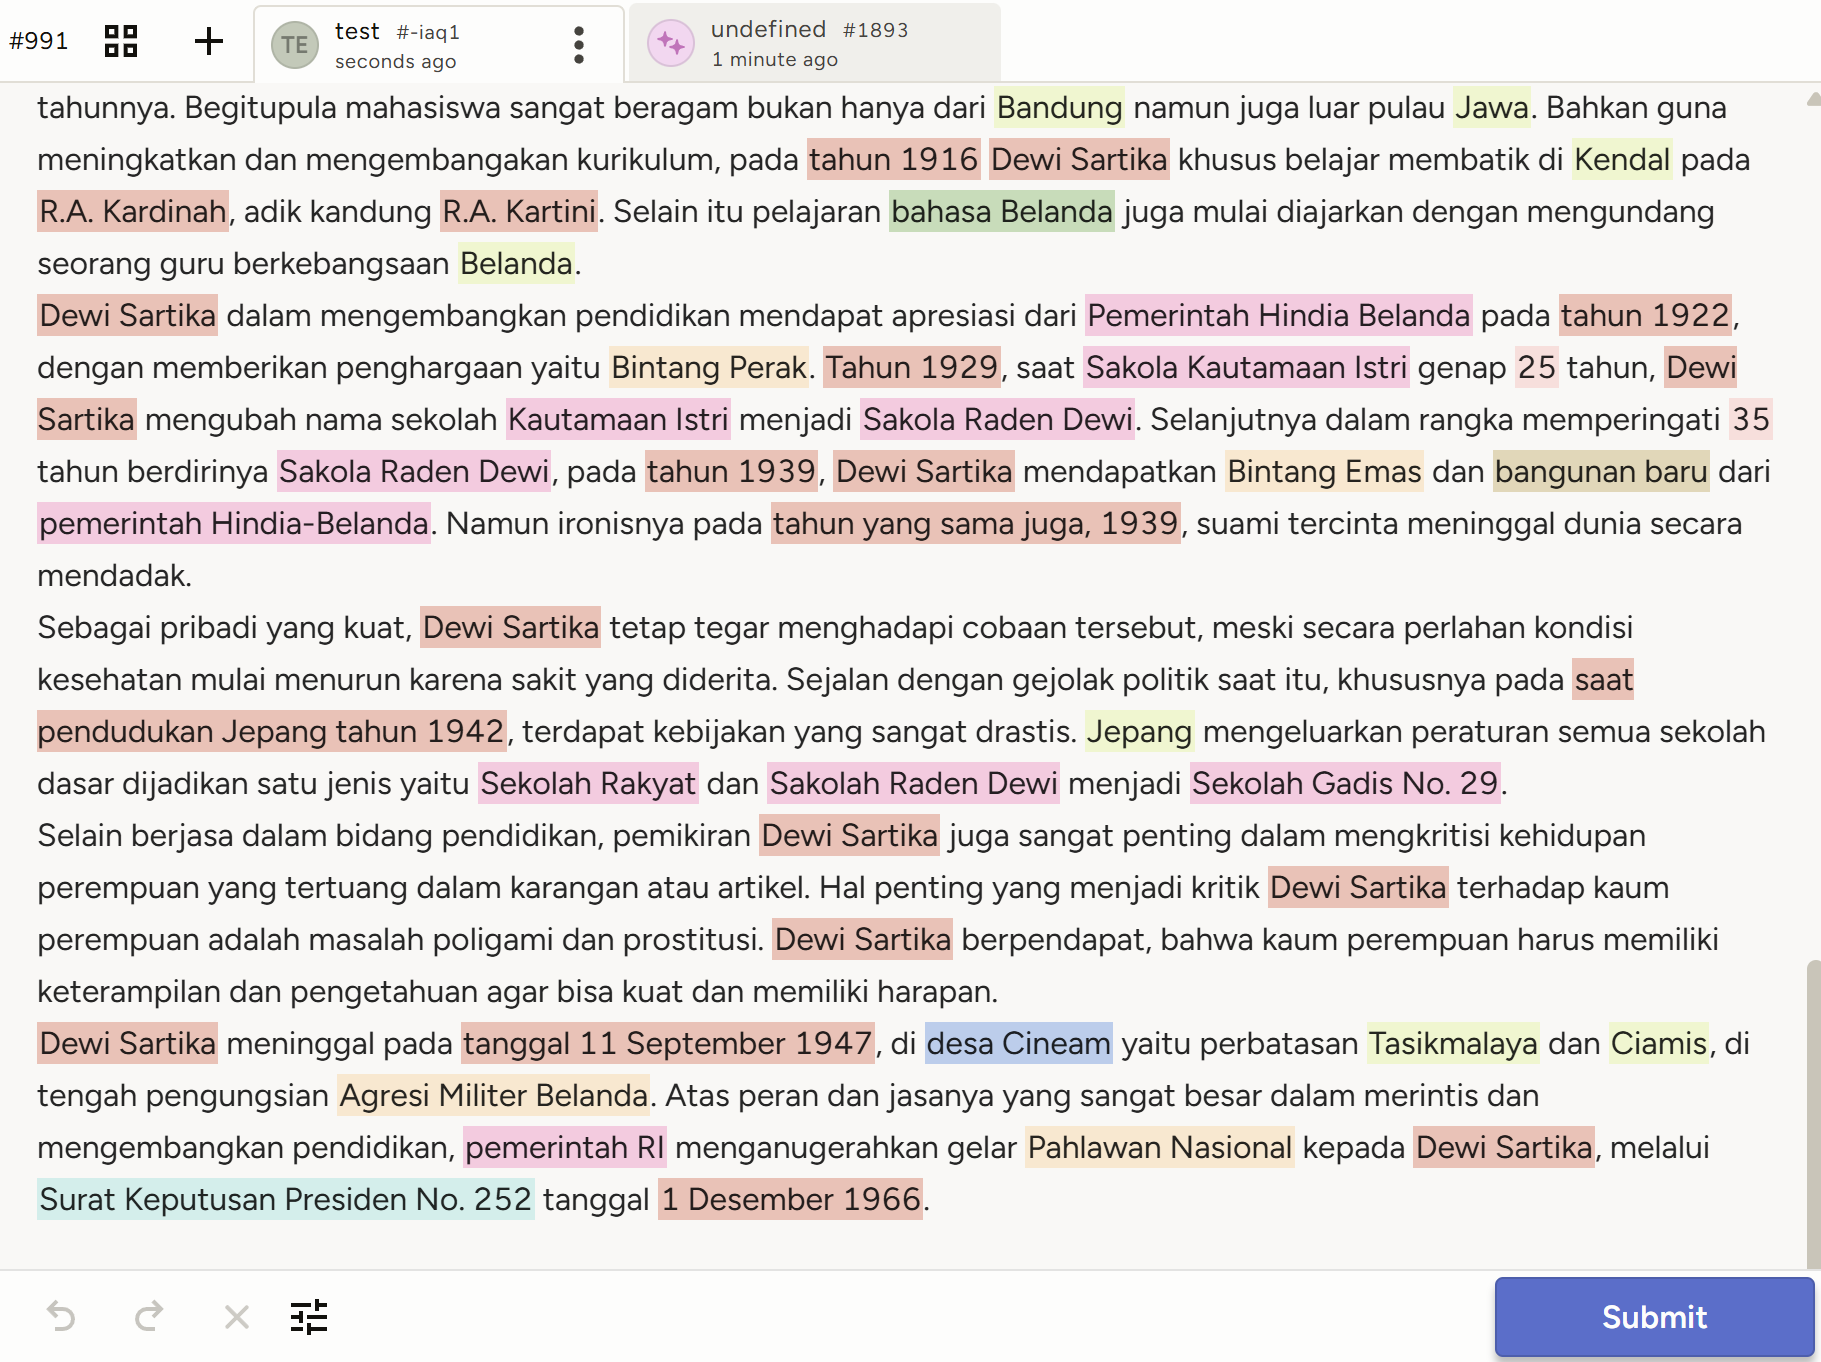 #991
TE
test #-iaq1
seconds ago
undefined #1893
1 minute ago
tahunnya. Begitupula mahasiswa sangat beragam bukan hanya dari Bandung namun juga luar pulau Jawa. Bahkan guna
meningkatkan dan mengembangakan kurikulum, pada tahun 1916 Dewi Sartika khusus belajar membatik di Kendal pada
R.A. Kardinah, adik kandung R.A. Kartini. Selain itu pelajaran bahasa Belanda juga mulai diajarkan dengan mengundang
seorang guru berkebangsaan Belanda.
Dewi Sartika dalam mengembangkan pendidikan mendapat apresiasi dari Pemerintah Hindia Belanda pada tahun 1922,
dengan memberikan penghargaan yaitu Bintang Perak. Tahun 1929, saat Sakola Kautamaan Istri genap 25 tahun, Dewi
Sartika mengubah nama sekolah Kautamaan Istri menjadi Sakola Raden Dewi. Selanjutnya dalam rangka memperingati 35
tahun berdirinya Sakola Raden Dewi, pada tahun 1939, Dewi Sartika mendapatkan Bintang Emas dan bangunan baru dari
pemerintah Hindia-Belanda. Namun ironisnya pada tahun yang sama juga, 1939, suami tercinta meninggal dunia secara
mendadak.
Sebagai pribadi yang kuat, Dewi Sartika tetap tegar menghadapi cobaan tersebut, meski secara perlahan kondisi
kesehatan mulai menurun karena sakit yang diderita. Sejalan dengan gejolak politik saat itu, khususnya pada saat
pendudukan Jepang tahun 1942, terdapat kebijakan yang sangat drastis. Jepang mengeluarkan peraturan semua sekolah
dasar dijadikan satu jenis yaitu Sekolah Rakyat dan Sakolah Raden Dewi menjadi Sekolah Gadis No. 29.
Selain berjasa dalam bidang pendidikan, pemikiran Dewi Sartika juga sangat penting dalam mengkritisi kehidupan
perempuan yang tertuang dalam karangan atau artikel. Hal penting yang menjadi kritik Dewi Sartika terhadap kaum
perempuan adalah masalah poligami dan prostitusi. Dewi Sartika berpendapat, bahwa kaum perempuan harus memiliki
keterampilan dan pengetahuan agar bisa kuat dan memiliki harapan.
Dewi Sartika meninggal pada tanggal 11 September 1947, di desa Cineam yaitu perbatasan Tasikmalaya dan Ciamis, di
tengah pengungsian Agresi Militer Belanda. Atas peran dan jasanya yang sangat besar dalam merintis dan
mengembangkan pendidikan, pemerintah RI menganugerahkan gelar Pahlawan Nasional kepada Dewi Sartika, melalui
Surat Keputusan Presiden No. 252 tanggal 1 Desember 1966.
Submit